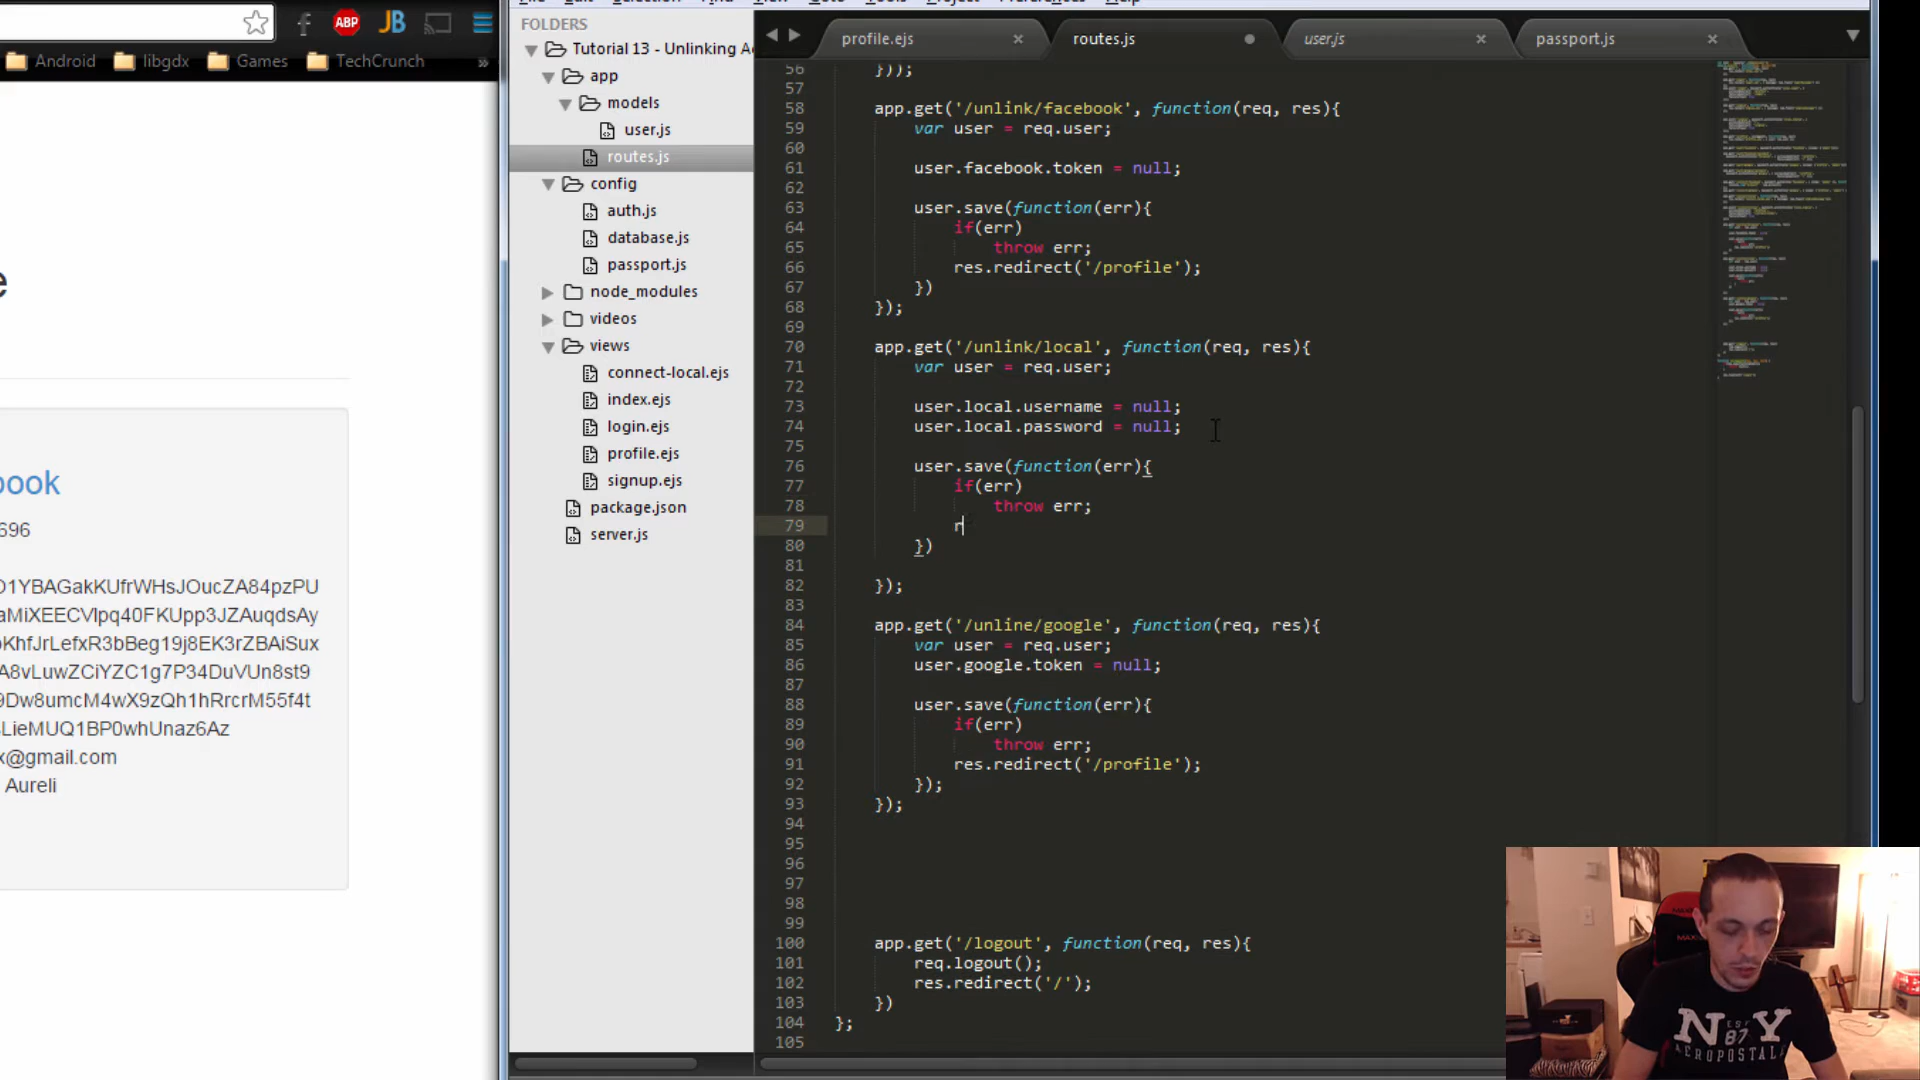 Android
libgdx
Games
TechCrunch
»
ABP
JB
e
book
696
D1YBAGakKUfrWHsJOucZA84pzPU
aMiXEECVlpq40FKUpp3JZAuqdsAy
KhfJrLefxR3bBeg19j8EK3rZBAiSux
A8vLuwZCiYZC1g7P34DuVUn8st9
9Dw8umcM4wX9zQh1hRrcrM55f4t
LieMUQ1BP0whUnaz6Az
x@gmail.com
Aureli
FOLDERS
Tutorial 13 - Unlinking Ac
app
models
user.js
routes.js
config
auth.js
database.js
passport.js
node_modules
videos
views
connect-local.ejs
index.ejs
login.ejs
profile.ejs
signup.ejs
package.json
server.js
profile.ejs
routes.js
user.js
passport.js
56 }));
57
58 app.get('/unlink/facebook', function(req, res){
59 var user = req.user;
60
61 user.facebook.token = null;
62
63 user.save(function(err){
64 if(err)
65 throw err;
66 res.redirect('/profile');
67 })
68 });
69
70 app.get('/unlink/local', function(req, res){
71 var user = req.user;
72
73 user.local.username = null;
74 user.local.password = null;
75
76 user.save(function(err){
77 if(err)
78 throw err;
79 r
80 })
81
82 });
83
84 app.get('/unline/google', function(req, res){
85 var user = req.user;
86 user.google.token = null;
87
88 user.save(function(err){
89 if(err)
90 throw err;
91 res.redirect('/profile');
92 });
93 });
94
95
96
97
98
99
100 app.get('/logout', function(req, res){
101 req.logout();
102 res.redirect('/');
103 })
104 };
105
NY
87
AEROPOSTALE